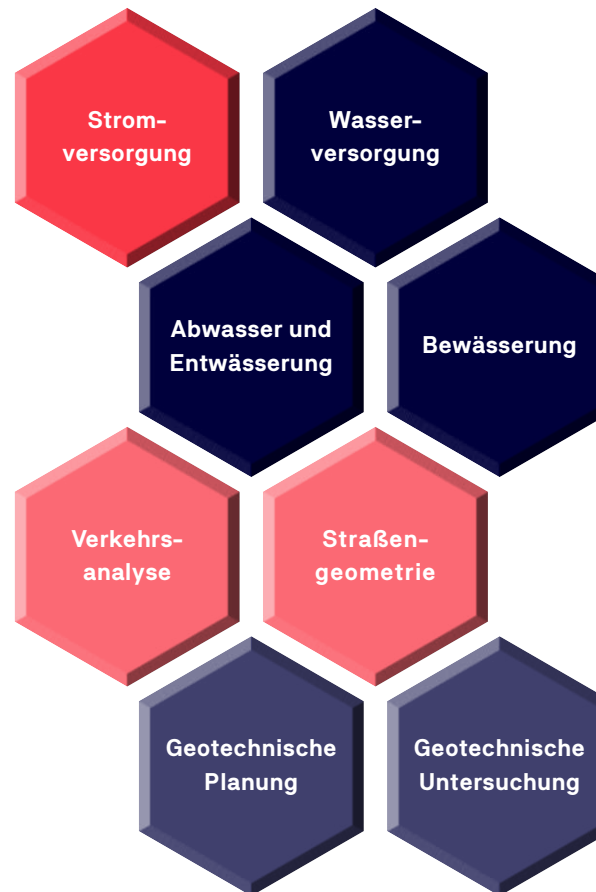 Strom-
versorgung
Wasser-
versorgung
Abwasser und
Entwässerung
Bewässerung
Verkehrs-
analyse
Straßen-
geometrie
Geotechnische
Planung
Geotechnische
Untersuchung